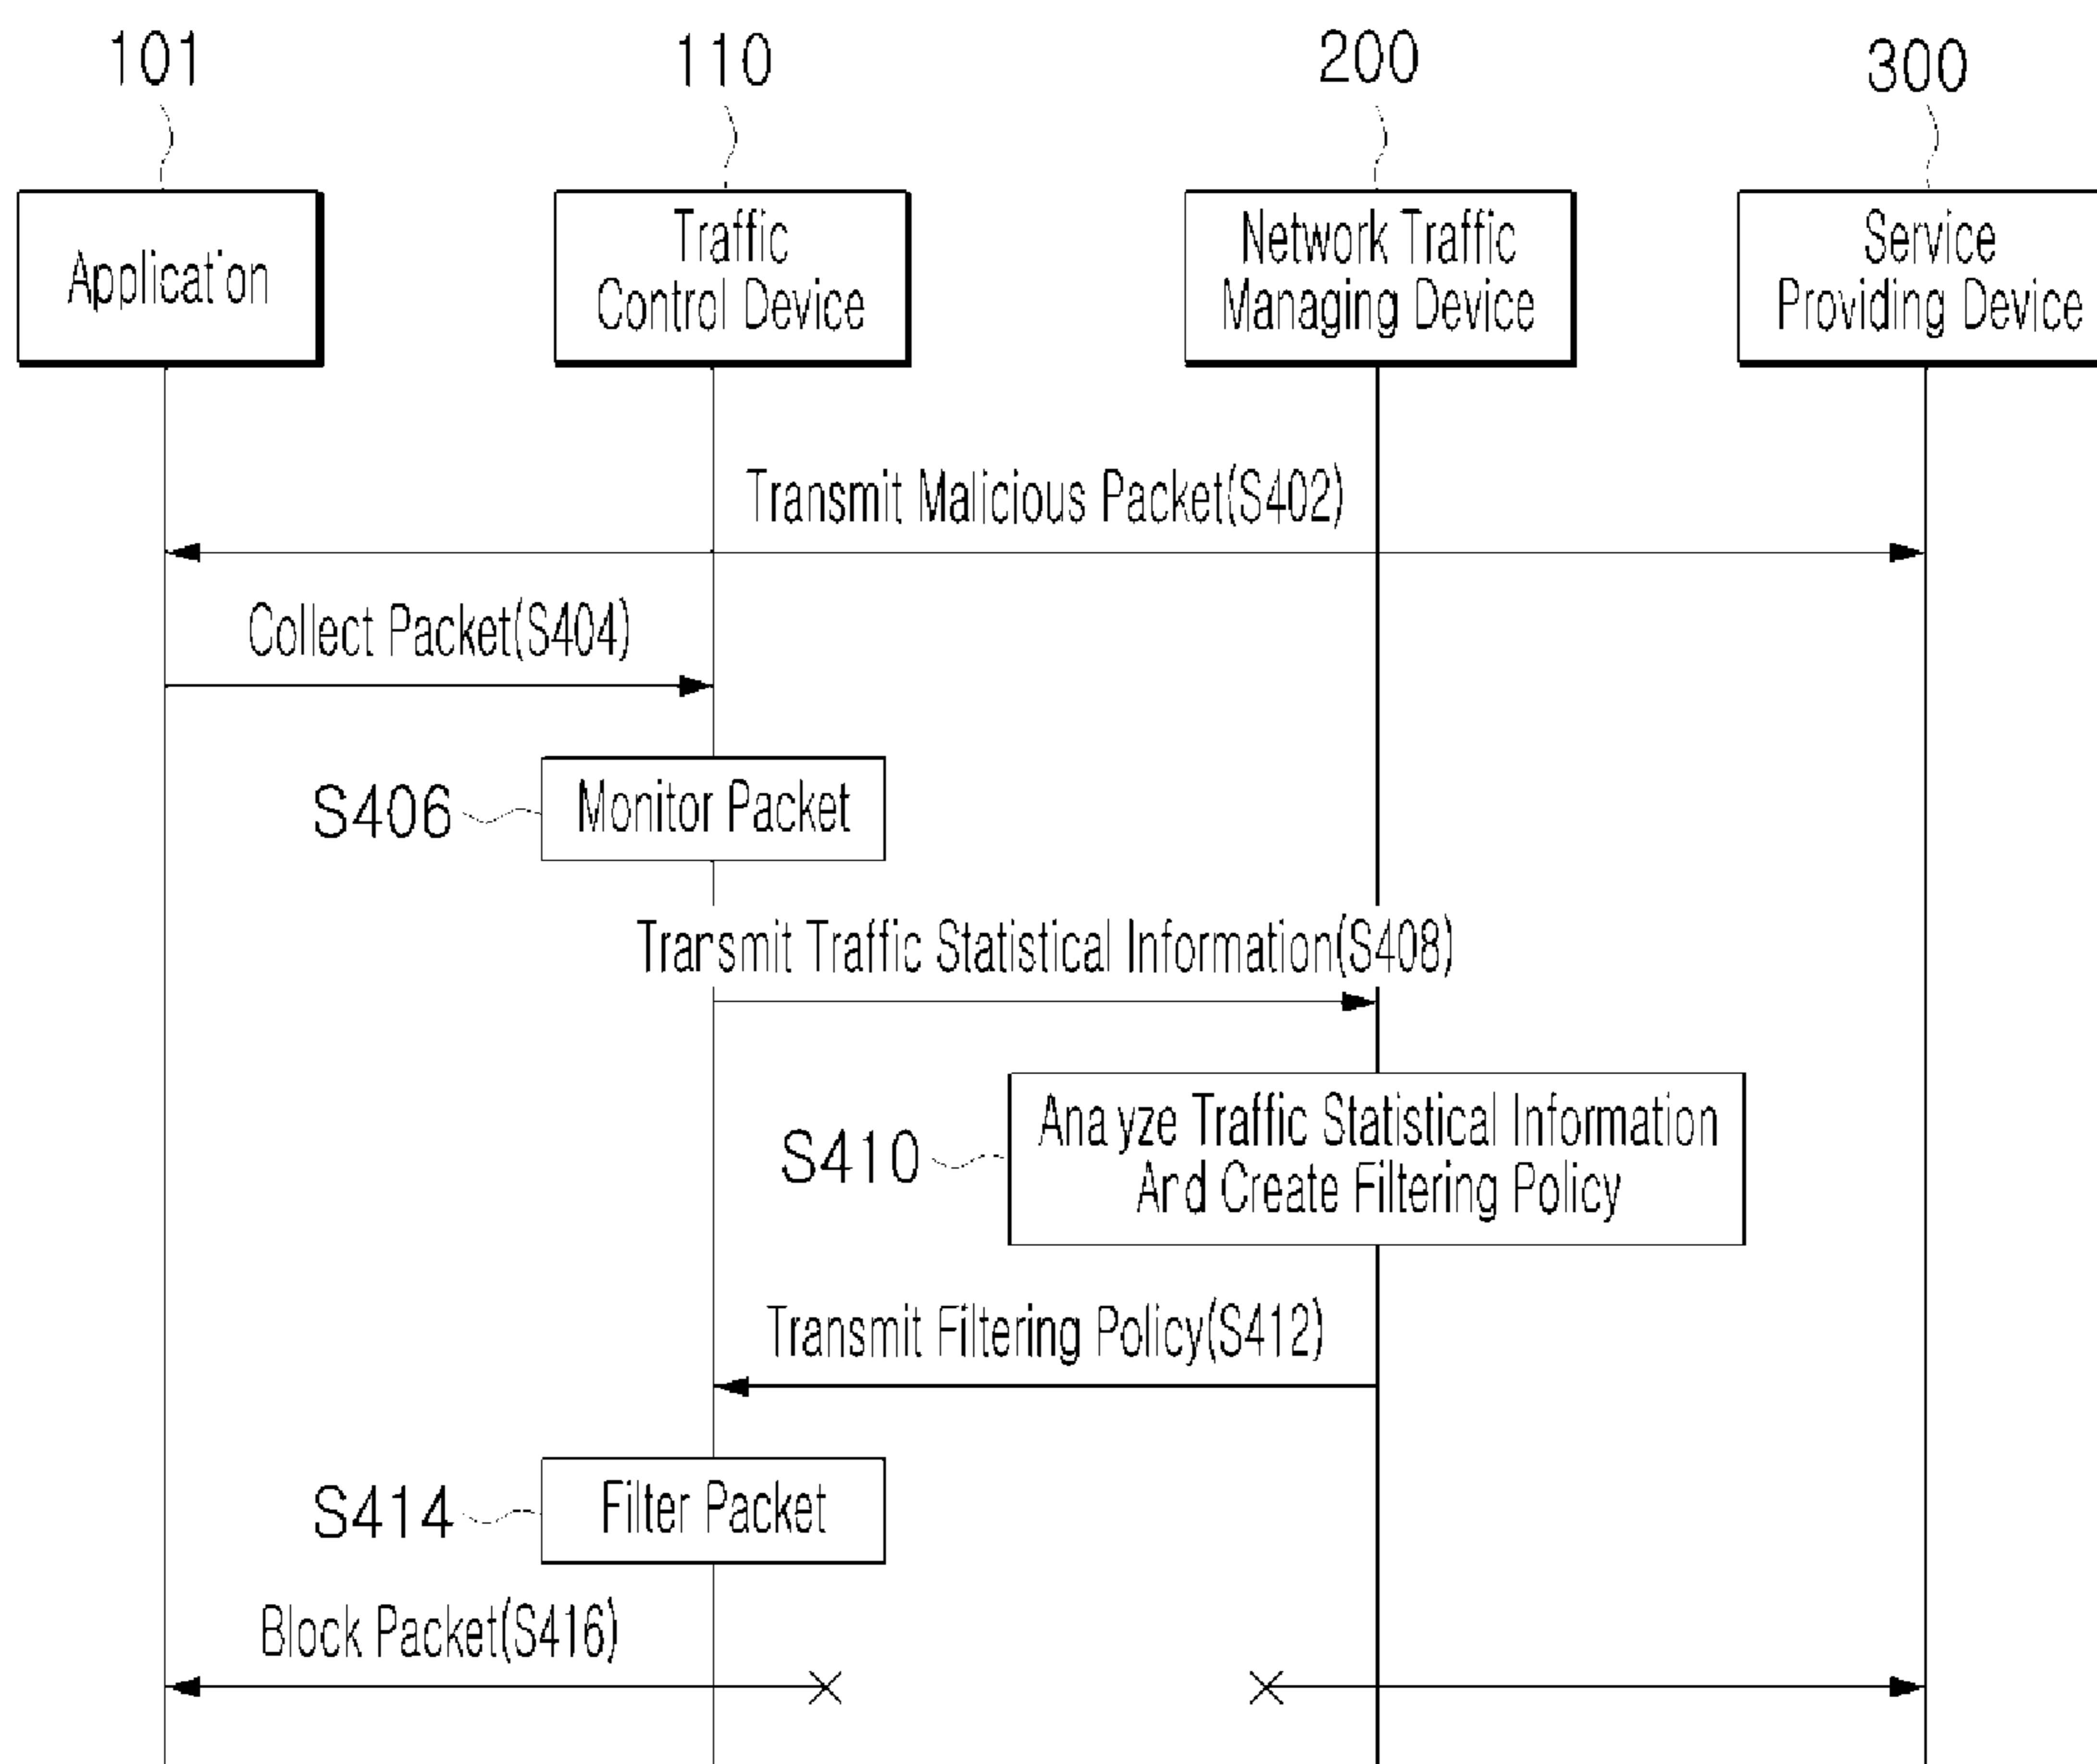 101
110
200
300
Application
Traffic
Control Device
Network Traffic
Managing Device
Service
Providing Device
Transmit Malicious Packet(S402)
Collect Packet(S404)
S406
Monitor Packet
Transmit Traffic Statistical Information(S408)
S410
Analyze Traffic Statistical Information
And Create Filtering Policy
Transmit Filtering Policy(S412)
S414
Filter Packet
Block Packet(S416)